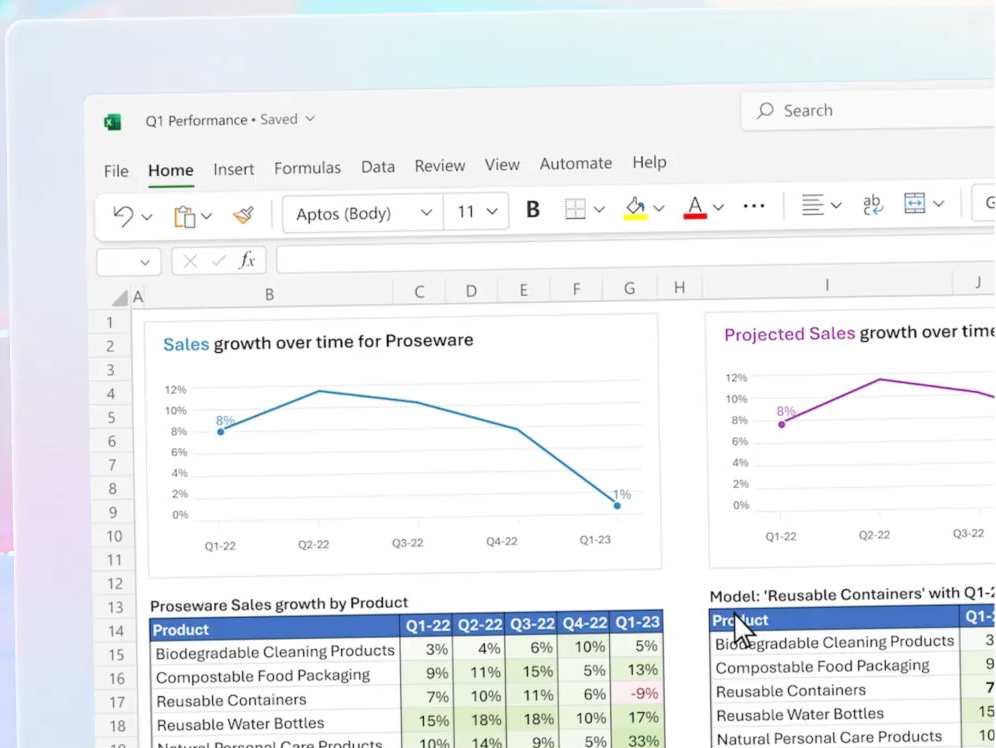 Q1 Performance • Saved
Search
File Home Insert Formulas Data Review View Automate Help
Aptos (Body) 11 B A ab
fx
A B C D E F G H I J
1
2
3
4
5
6
7
8
9
10
11
12
13
14
15
16
17
18
Sales growth over time for Proseware
12%
10%
8%
6%
4%
2%
0%
8%
1%
Q1-22 Q2-22 Q3-22 Q4-22 Q1-23
Projected Sales growth over time
12%
10%
8%
6%
4%
2%
0%
8%
Q1-22 Q2-22 Q3-22
Proseware Sales growth by Product
Product Q1-22 Q2-22 Q3-22 Q4-22 Q1-23
Biodegradable Cleaning Products 3% 4% 6% 10% 5%
Compostable Food Packaging 9% 11% 15% 5% 13%
Reusable Containers 7% 10% 11% 6% -9%
Reusable Water Bottles 15% 18% 18% 10% 17%
Natural Personal Care Products 10% 14% 9% 5% 33%
Model: 'Reusable Containers' with
Product
Biodegradable Cleaning Products
Compostable Food Packaging
Reusable Containers
Reusable Water Bottles
Natural Personal Care Products